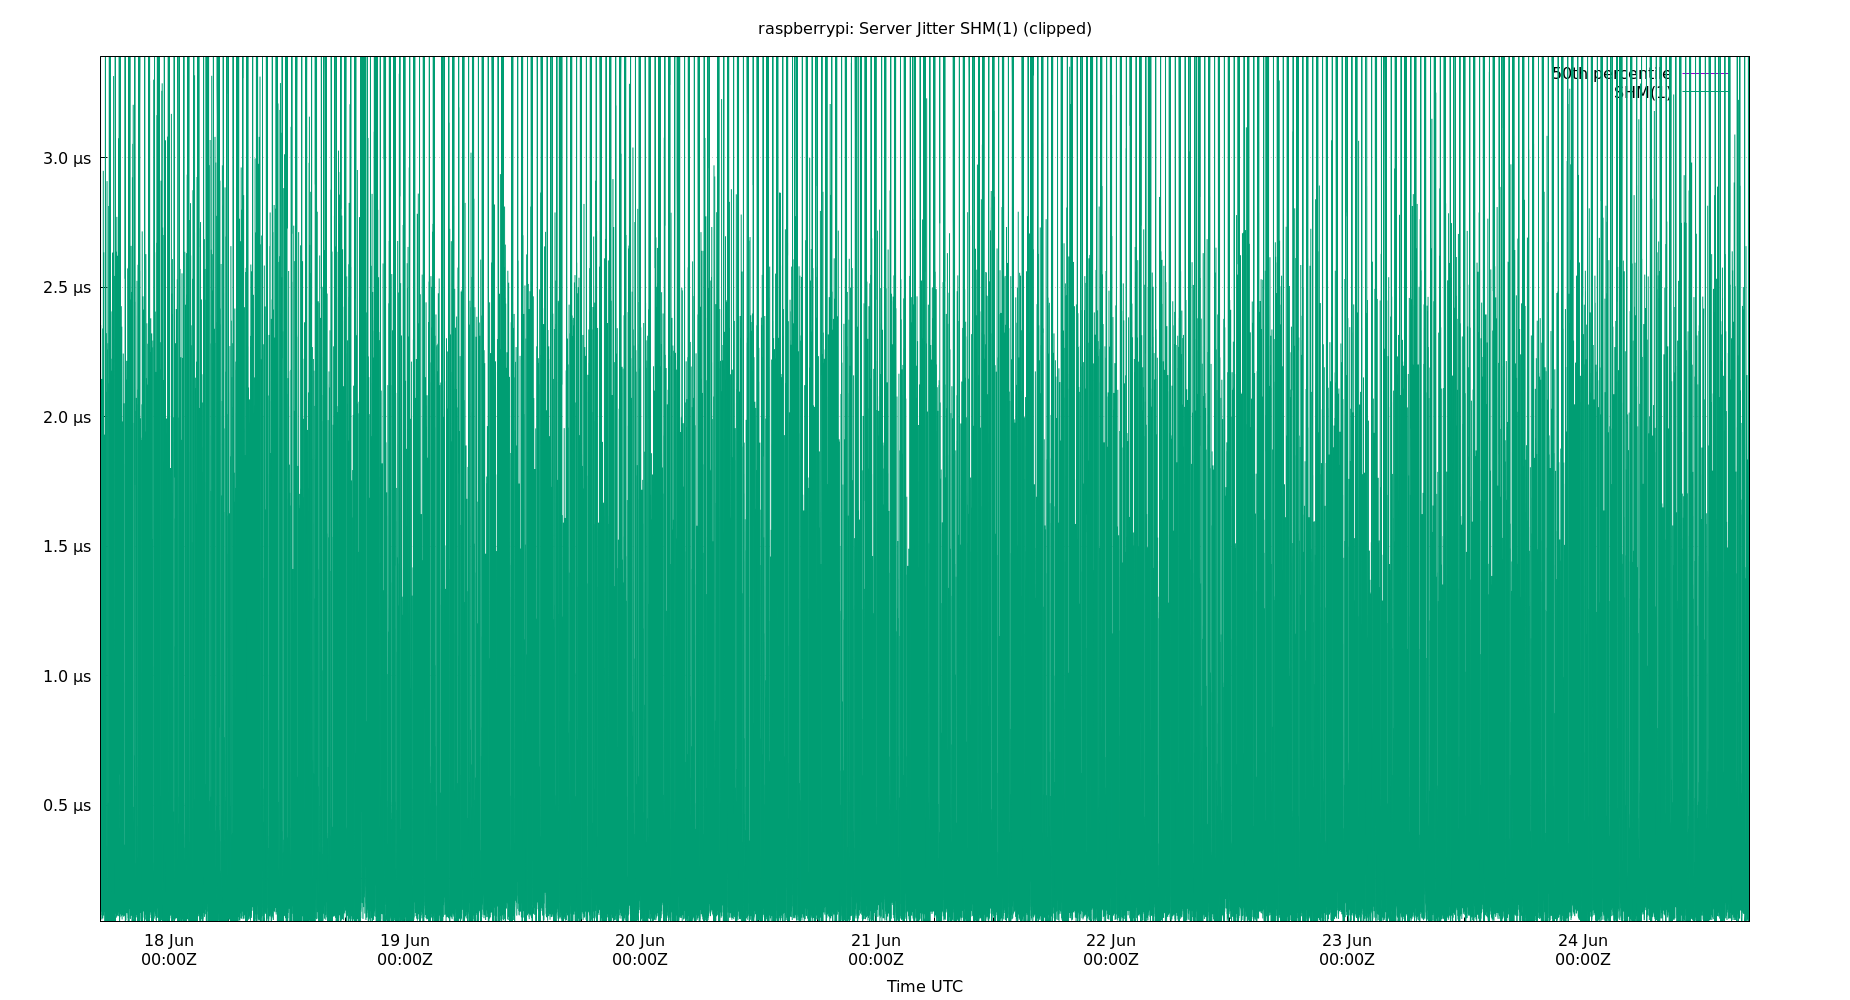 raspberrypi: Server Jitter SHM(1) (clipped)
50th percentile
SHM(1)
3.0 µs
2.5 µs
2.0 µs
1.5 µs
1.0 µs
0.5 µs
18 Jun 19 Jun 20 Jun 21 Jun 22 Jun 23 Jun 24 Jun
00:00Z 00:00Z 00:00Z 00:00Z 00:00Z 00:00Z 00:00Z
Time UTC